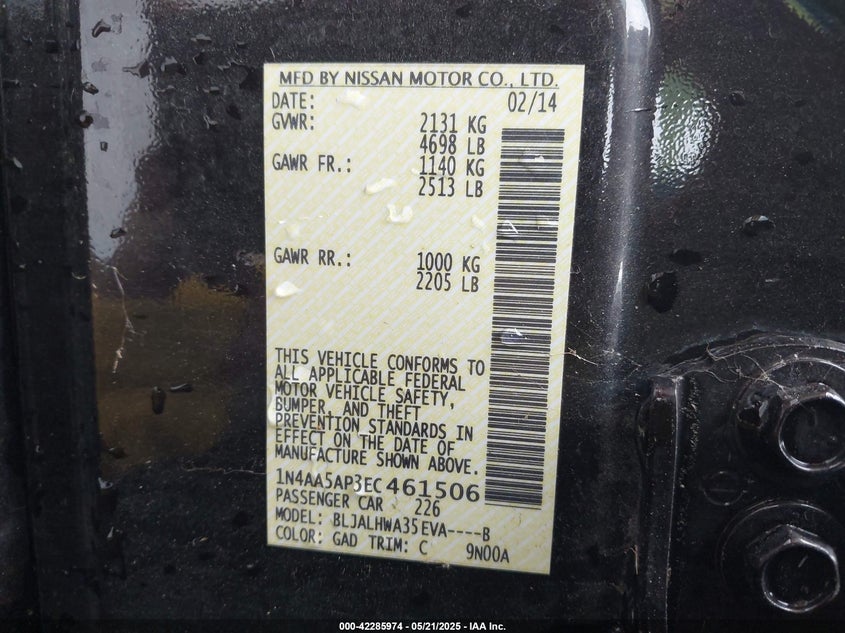 MFD BY NISSAN MOTOR CO., LTD.
DATE: 02/14
GVWR: 2131 KG
4698 LB
GAWR FR.: 1140 KG
2513 LB
GAWR RR.: 1000 KG
2205 LB
THIS VEHICLE CONFORMS TO
ALL APPLICABLE FEDERAL
MOTOR VEHICLE SAFETY,
BUMPER, AND THEFT
PREVENTION STANDARDS IN
EFFECT ON THE DATE OF
MANUFACTURE SHOWN ABOVE.
1N4AA5AP3EC461506
PASSENGER CAR 226
MODEL: BLJALHWA35EVA----B
COLOR: GAD TRIM: C 9N00A
000-42285974 - 05/21/2025 - IAA Inc.